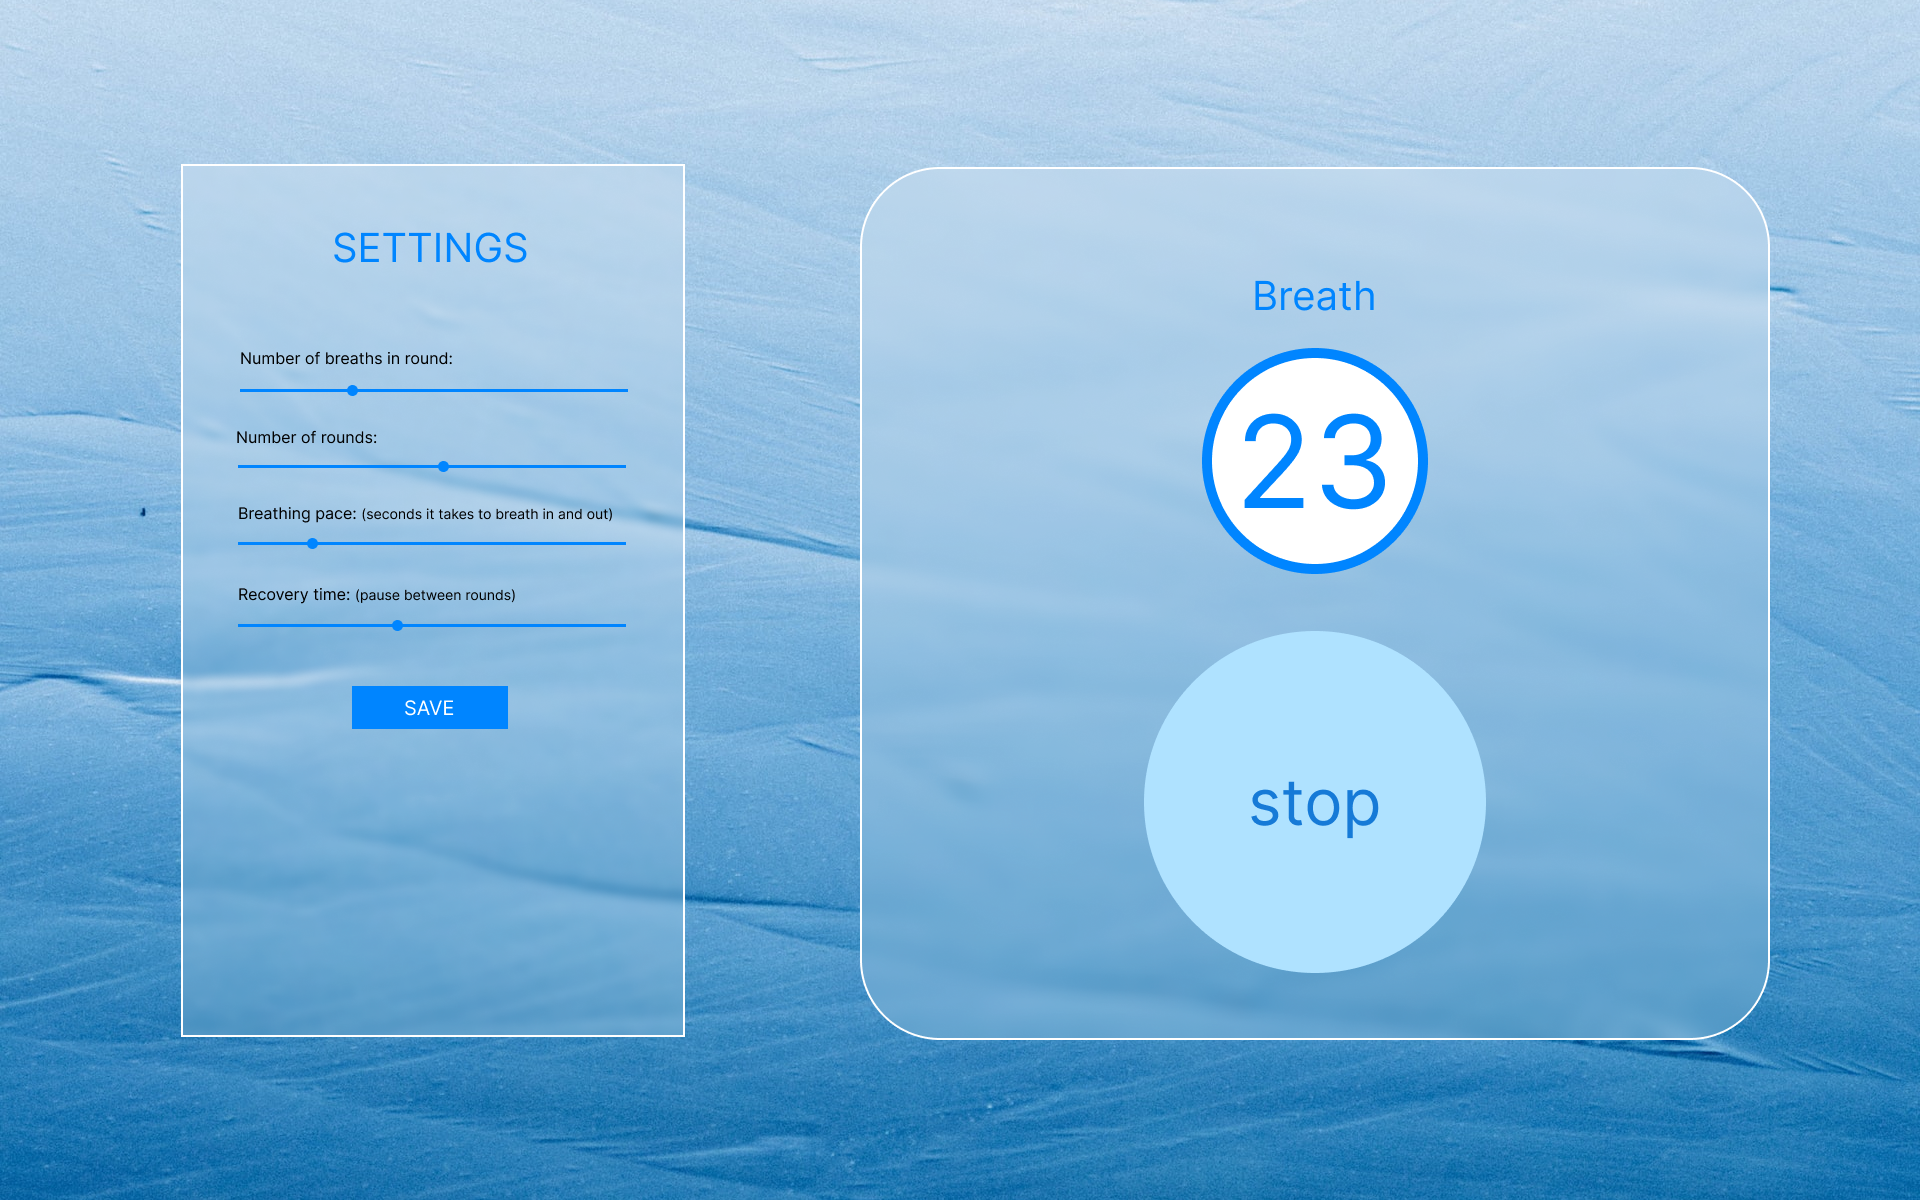 SETTINGS
Number of breaths in round:
Number of rounds:
Breathing pace: (seconds it takes to breath in and out)
Recovery time: (pause between rounds)
SAVE
Breath
23
stop